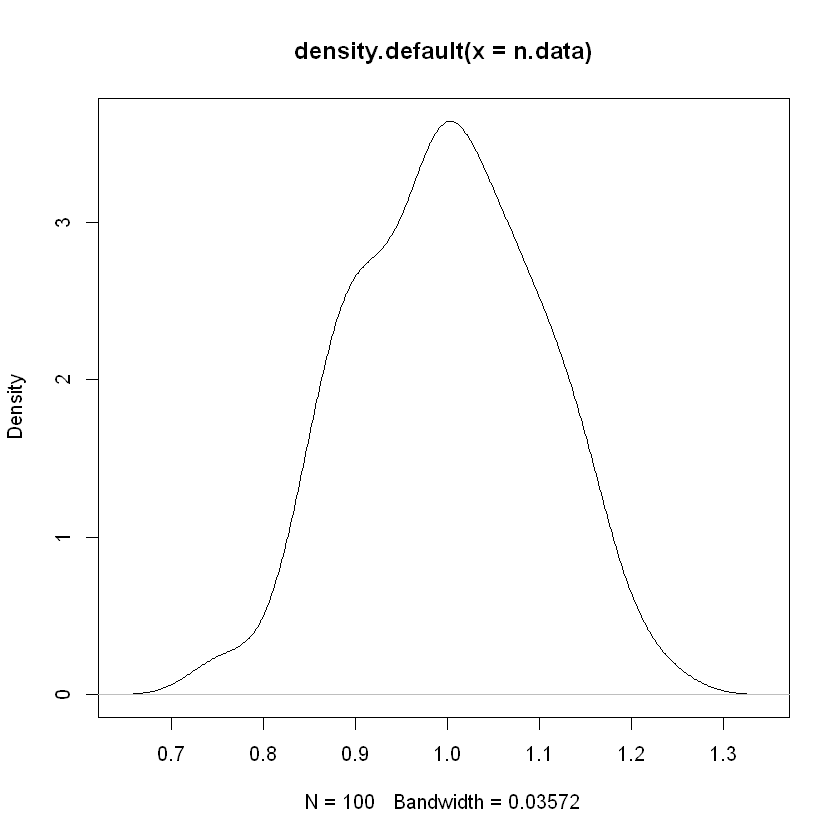 density.default(x = n.data)
Density
3
2
1
0
0.7 0.8 0.9 1.0 1.1 1.2 1.3
N = 100 Bandwidth = 0.03572